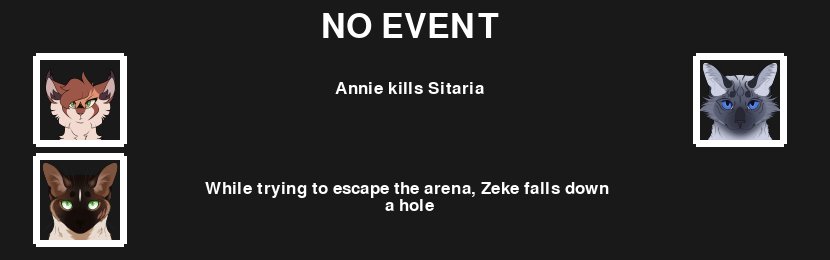 NO EVENT
Annie kills Sitaria
While trying to escape the arena, Zeke falls down
a hole